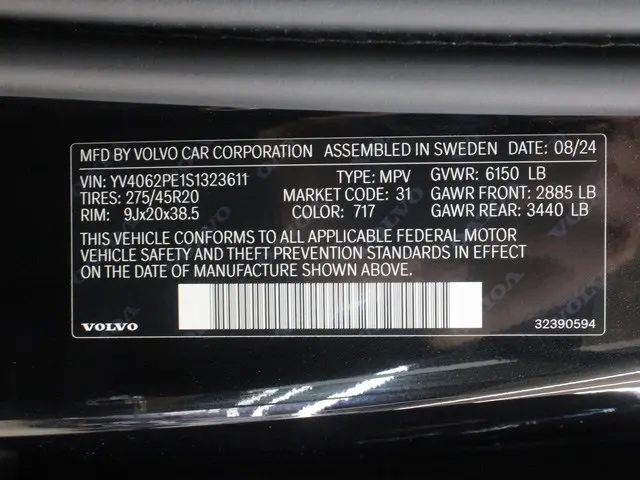 MFD BY VOLVO CAR CORPORATION ASSEMBLED IN SWEDEN DATE: 08/24
VIN: YV4062PE1S1323611 TYPE: MPV GVWR: 6150 LB
TIRES: 275/45R20 MARKET CODE: 31 GAWR FRONT: 2885 LB
RIM: 9Jx20x38.5 COLOR: 717 GAWR REAR: 3440 LB
THIS VEHICLE CONFORMS TO ALL APPLICABLE FEDERAL MOTOR
VEHICLE SAFETY AND THEFT PREVENTION STANDARDS IN EFFECT
ON THE DATE OF MANUFACTURE SHOWN ABOVE.
VOLVO 32390594